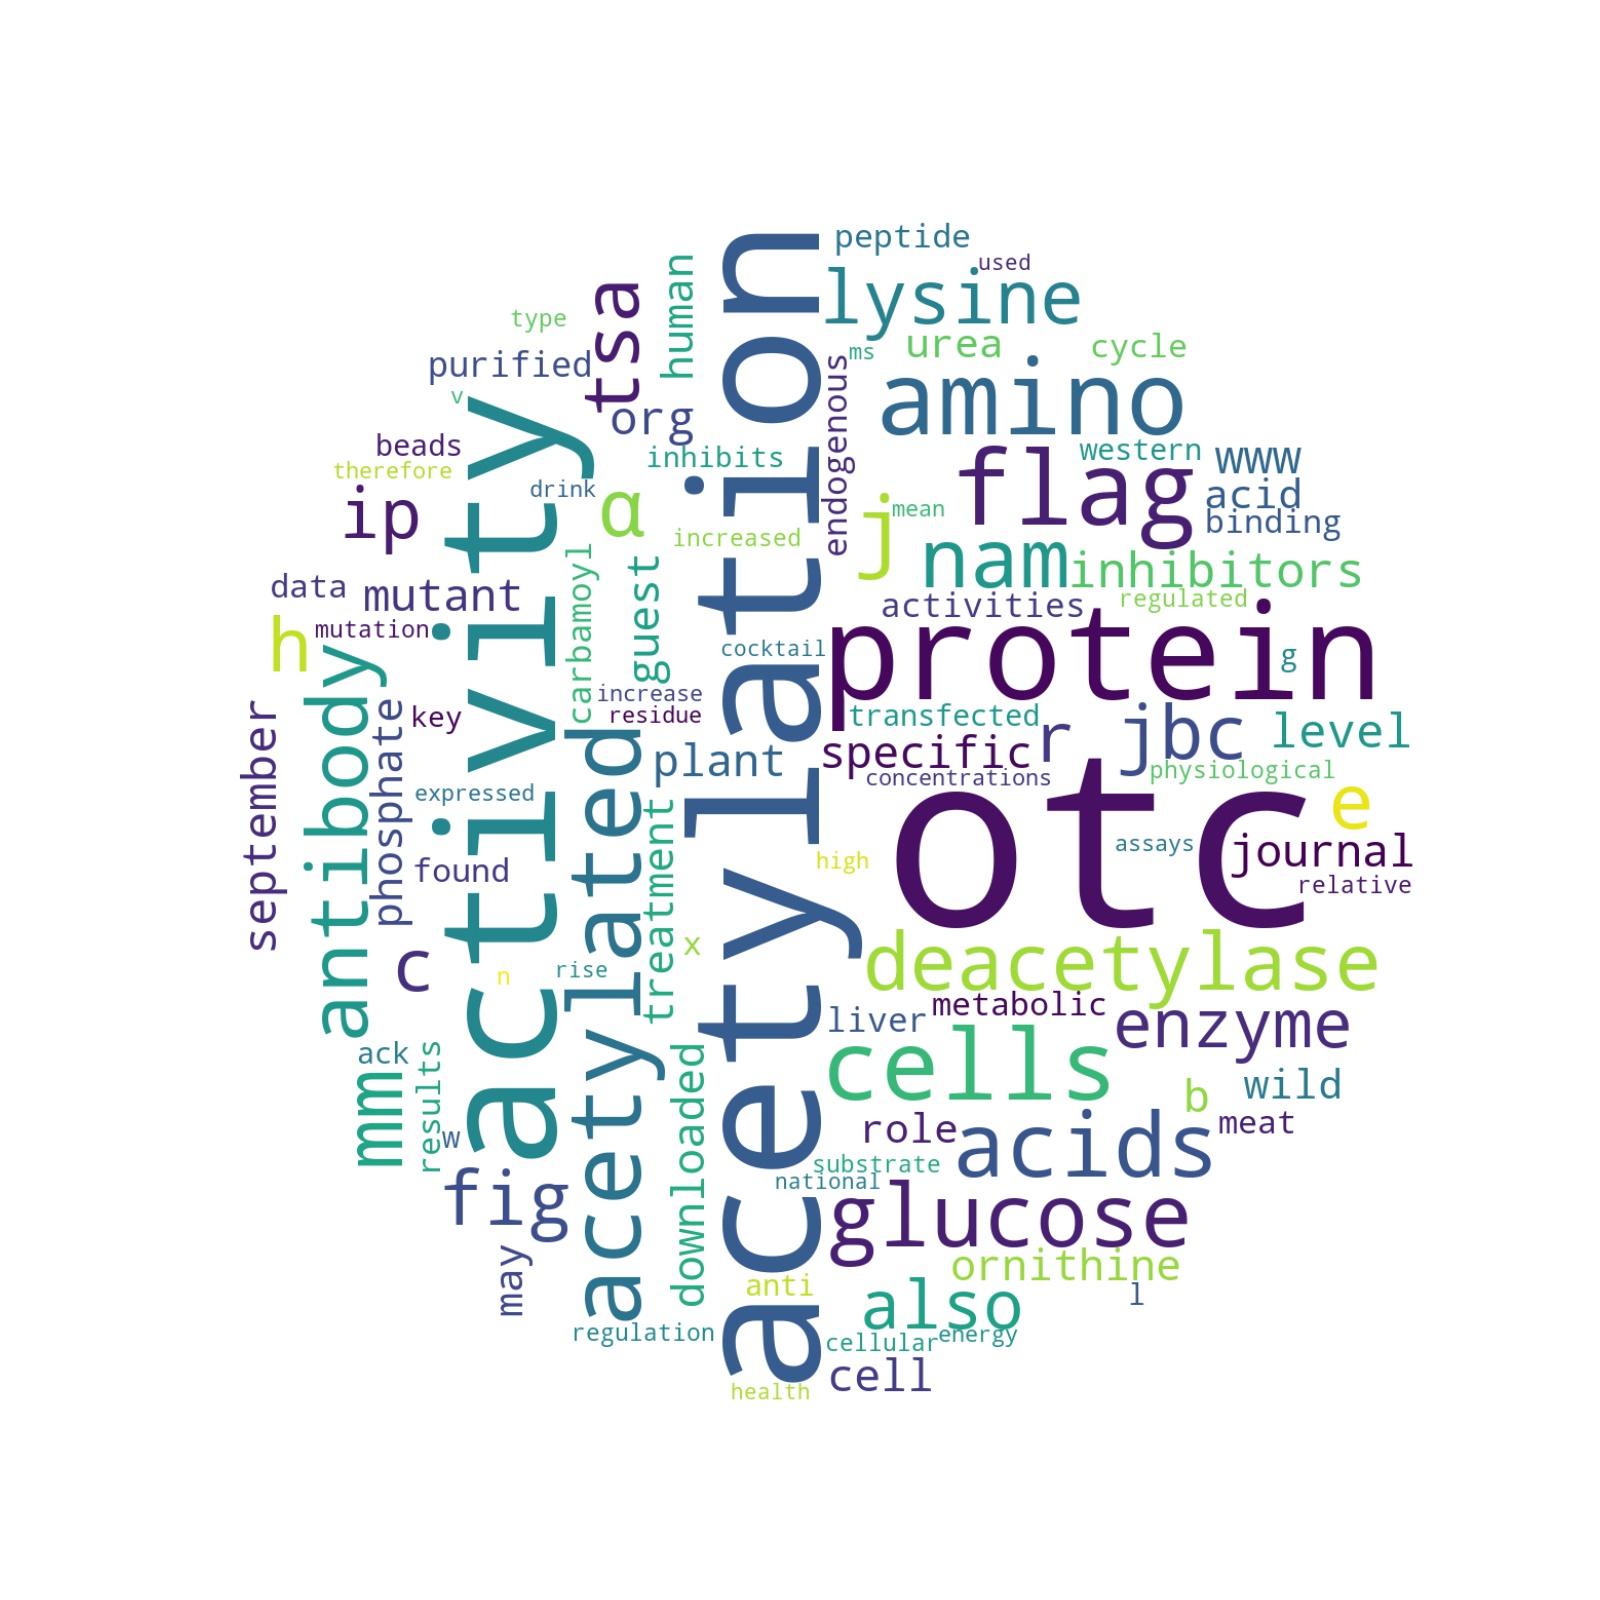 peptide
used
lysine
human
tsa
type
urea
cycle
ms
purified
amino
endogenous
v
org
acetylation
activity
beads
inhibits
western
www
therefore
flag
acid
drink
ip
α
j
mean
binding
increased
nam
inhibitors
data
mutant
carbamoyl
guest
activities
regulated
h
mutation
cocktail
protein
g
antibody
increase
residue
key
transfected
r
jbc
level
september
phosphate
acetylated
plant
specific
concentrations
physiological
expressed
otc
e
treatment
assays
journal
found
high
relative
c
x
deacetylase
n
rise
metabolic
liver
enzyme
ack
results
downloaded
cells
mm
b
wild
w
role
acids
meat
substrate
national
fig
glucose
may
anti
ornithine
also
l
regulation
cellular
energy
cell
health